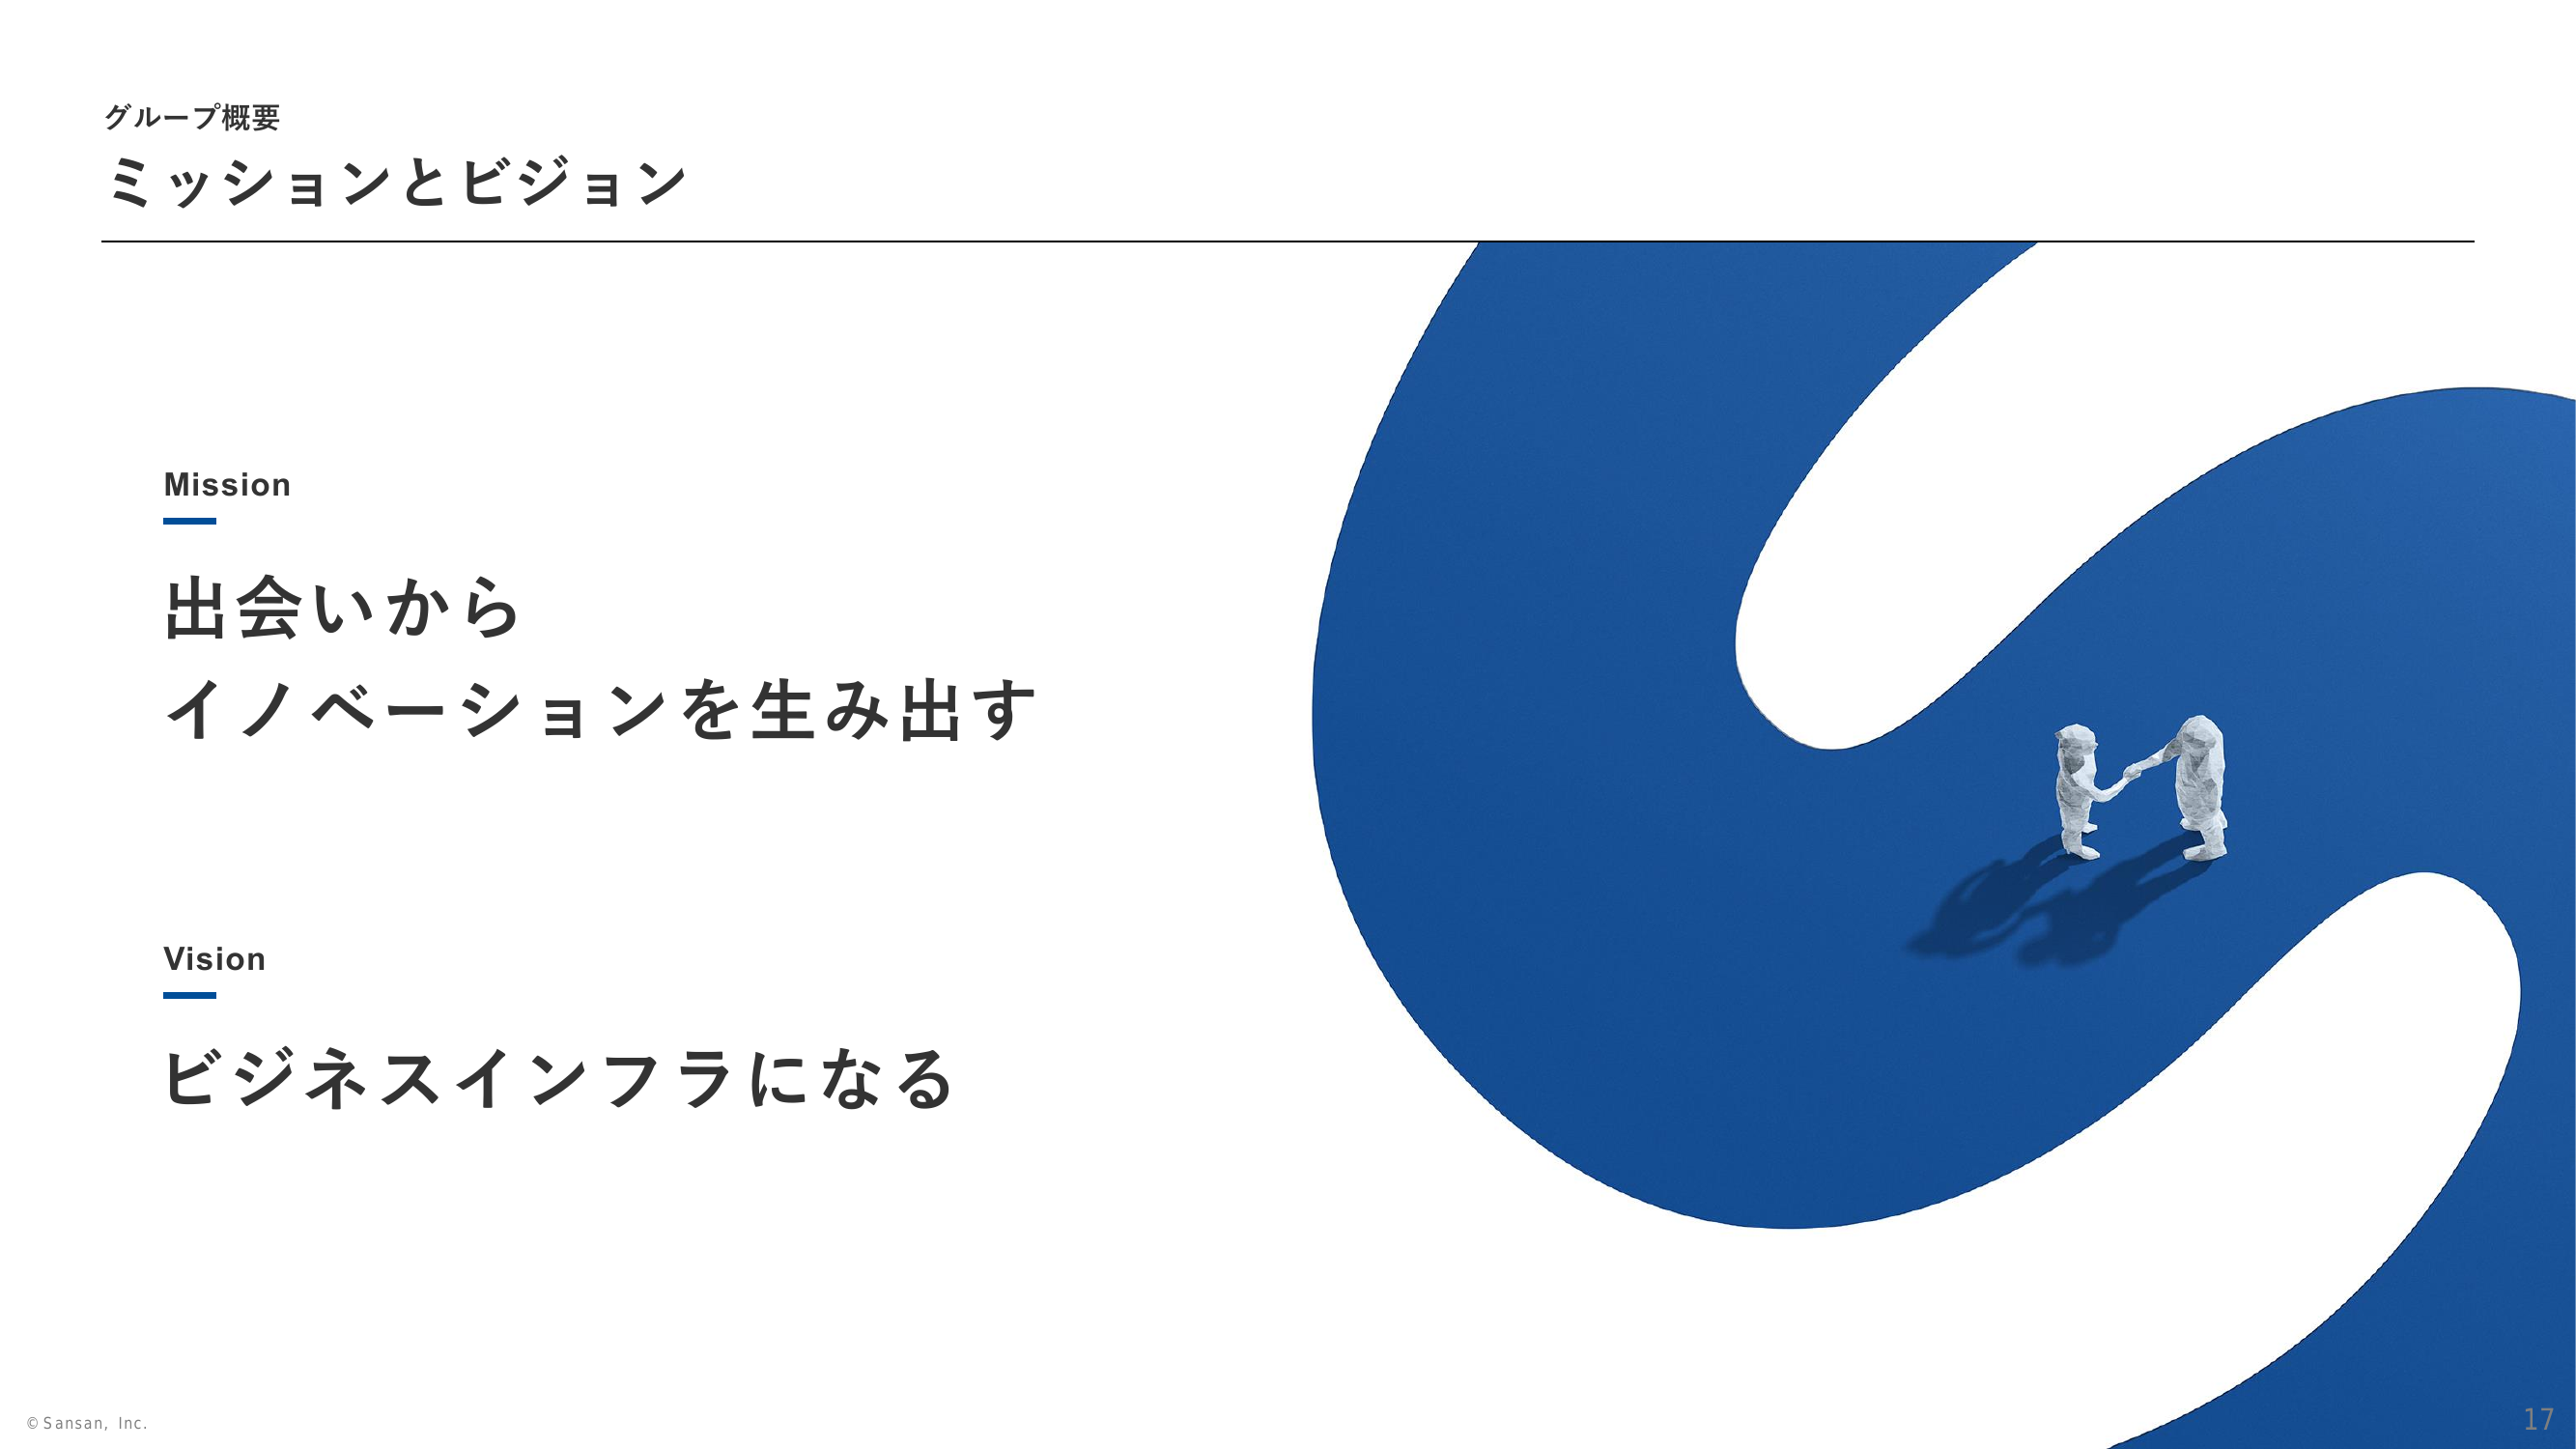 グループ概要
ミッションとビジョン
Mission
出会いから
イノベーションを生み出す
Vision
ビジネスインフラになる
© Sansan, Inc.
17